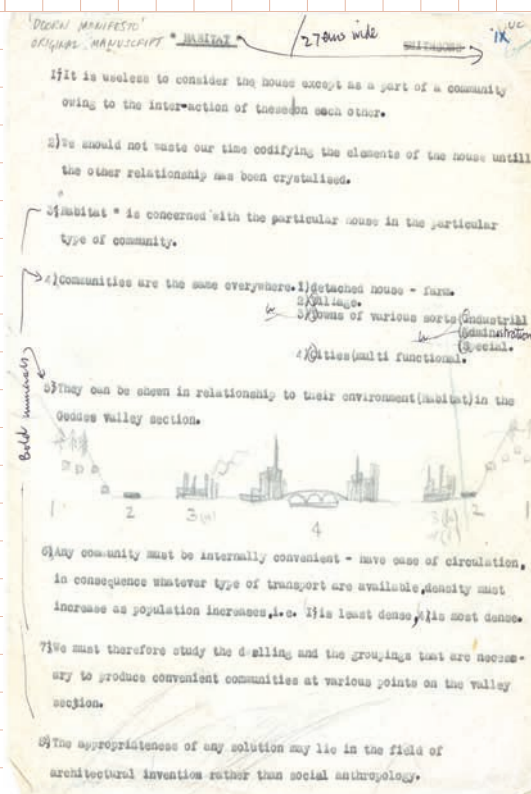 'DOORN MANIFESTO'
ORIGINAL MANUSCRIPT " HABITAT "
27 ems wide
SMITHSONS
UC
IX
1)It is useless to consider the house except as a part of a community
owing to the inter-action of these on each other.
2)We should not waste our time codifying the elements of the house untill
the other relationship has been crystalised.
3)"Habitat " is concerned with the particular house in the particular
type of community.
4)Communities are the same everywhere. 1)detached house - farm.
2)Village.
3)Towns of various sorts (Industrial
Administration
(Special.
4)Cities(multi functional.
Bold numerals
5)They can be shewn in relationship to their environment(habitat)in the
Geddes valley section.
1 2 3 4 2 1
6)Any community must be internally convenient - have ease of circulation,
in consequence whatever type of transport are available,density must
increase as population increases,i.e. 1)is least dense,4)is most dense.
7)We must therefore study the dwelling and the groupings that are necess-
ary to produce convenient communities at various points on the valley
section.
8)The appropriateness of any solution may lie in the field of
architectural invention rather than social anthropology.